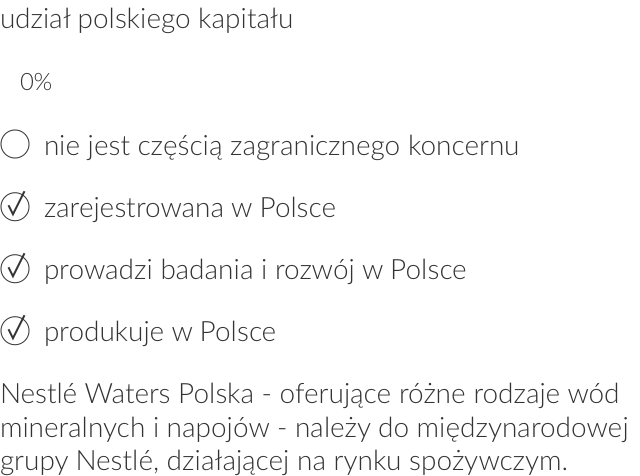 udział polskiego kapitału
0%
nie jest częścią zagranicznego koncernu
zarejestrowana w Polsce
prowadzi badania i rozwój w Polsce
produkuje w Polsce
Nestlé Waters Polska - oferujące różne rodzaje wód
mineralnych i napojów - należy do międzynarodowej
grupy Nestlé, działającej na rynku spożywczym.